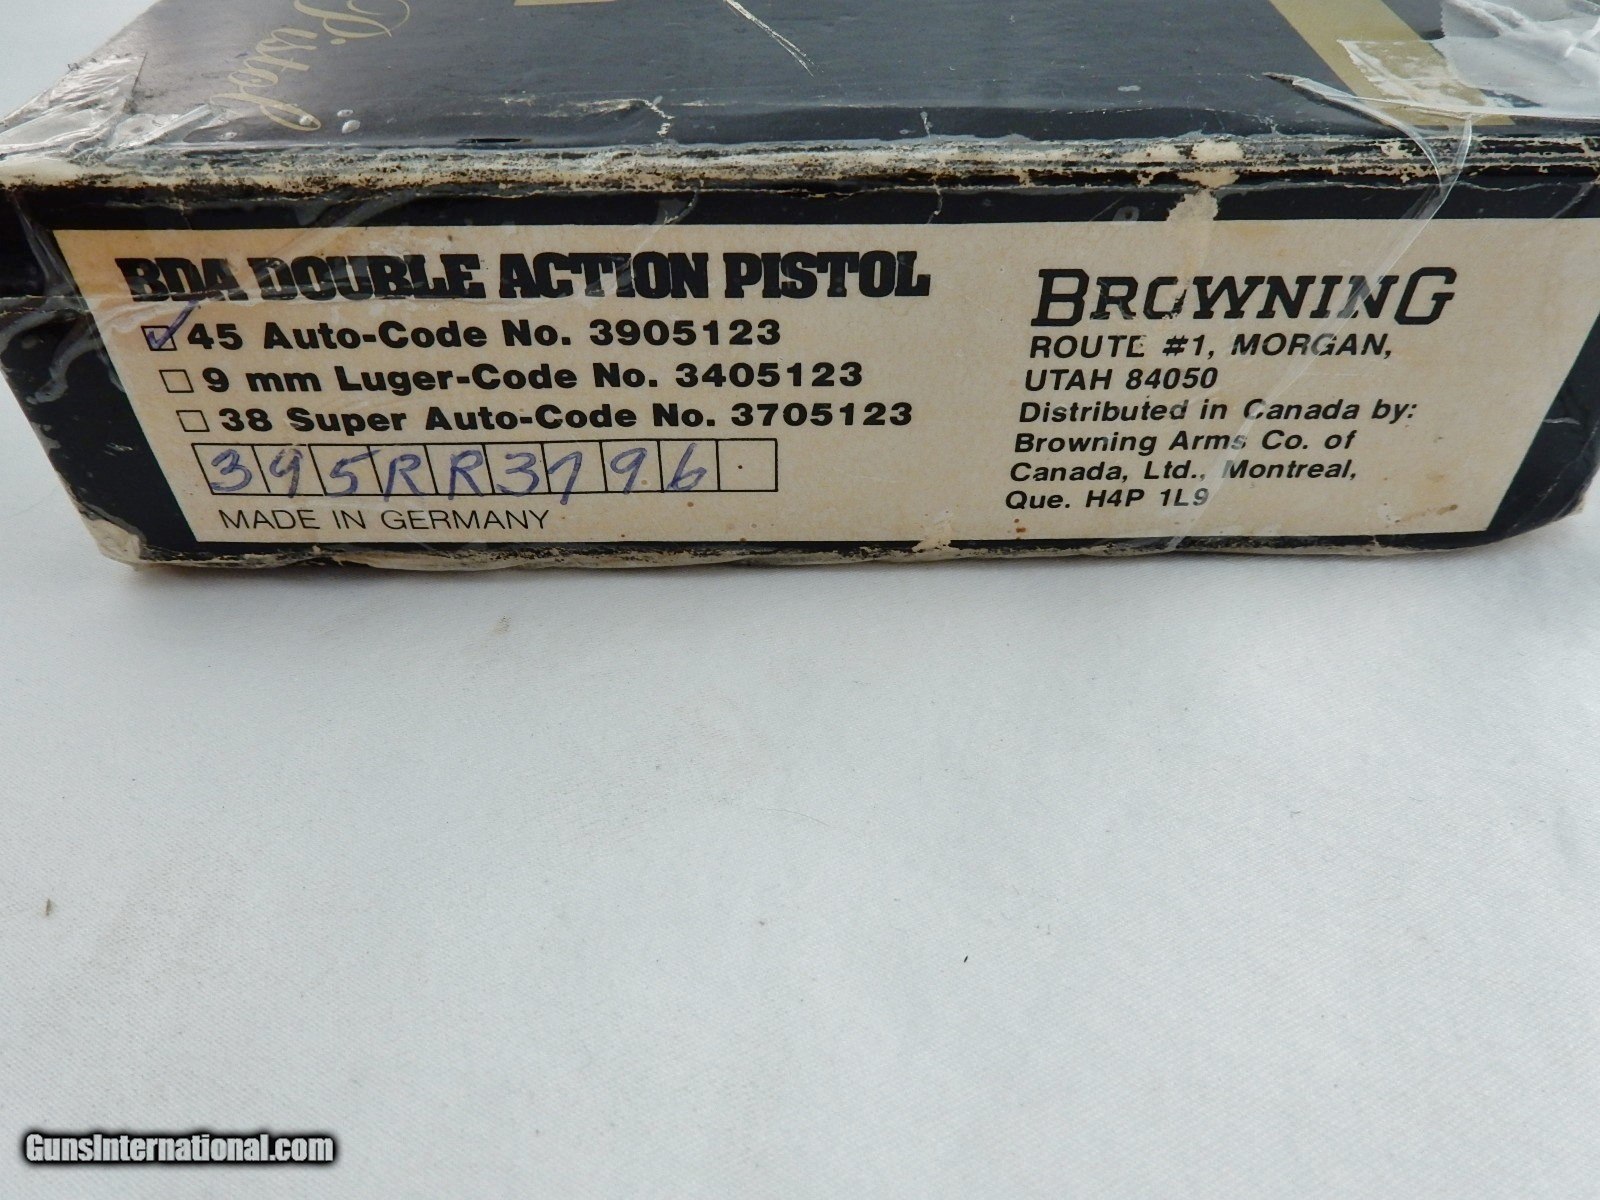 Pistol
BDA DOUBLE ACTION PISTOL
45 Auto-Code No. 3905123
9 mm Luger-Code No. 3405123
38 Super Auto-Code No. 3705123
395RR3796
MADE IN GERMANY
BROWNING
ROUTE #1, MORGAN,
UTAH 84050
Distributed in Canada by:
Browning Arms Co. of
Canada, Ltd., Montreal,
Que. H4P 1L9
GunsInternational.com